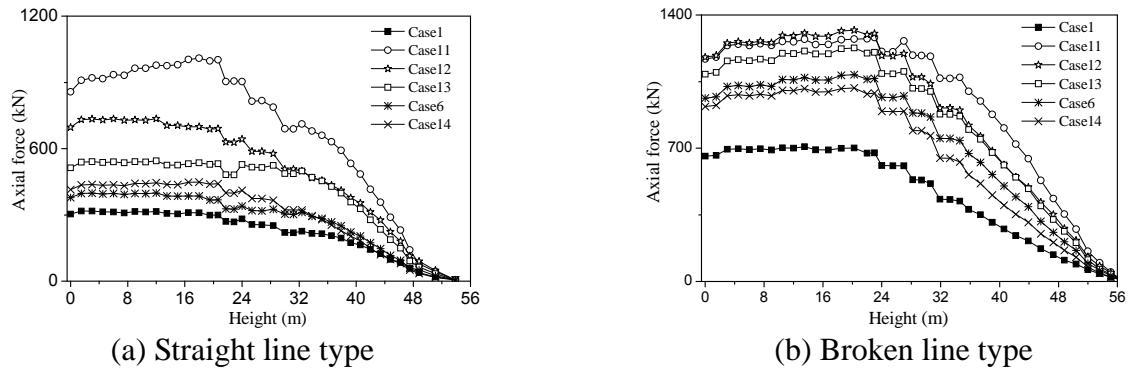 1200
600
0
Axial force (kN)
Case1
Case11
Case12
Case13
Case6
Case14
0 8 16 24 32 40 48 56
Height (m)
(a) Straight line type
1400
700
0
Axial force (kN)
Case1
Case11
Case12
Case13
Case6
Case14
0 8 16 24 32 40 48 56
Height (m)
(b) Broken line type